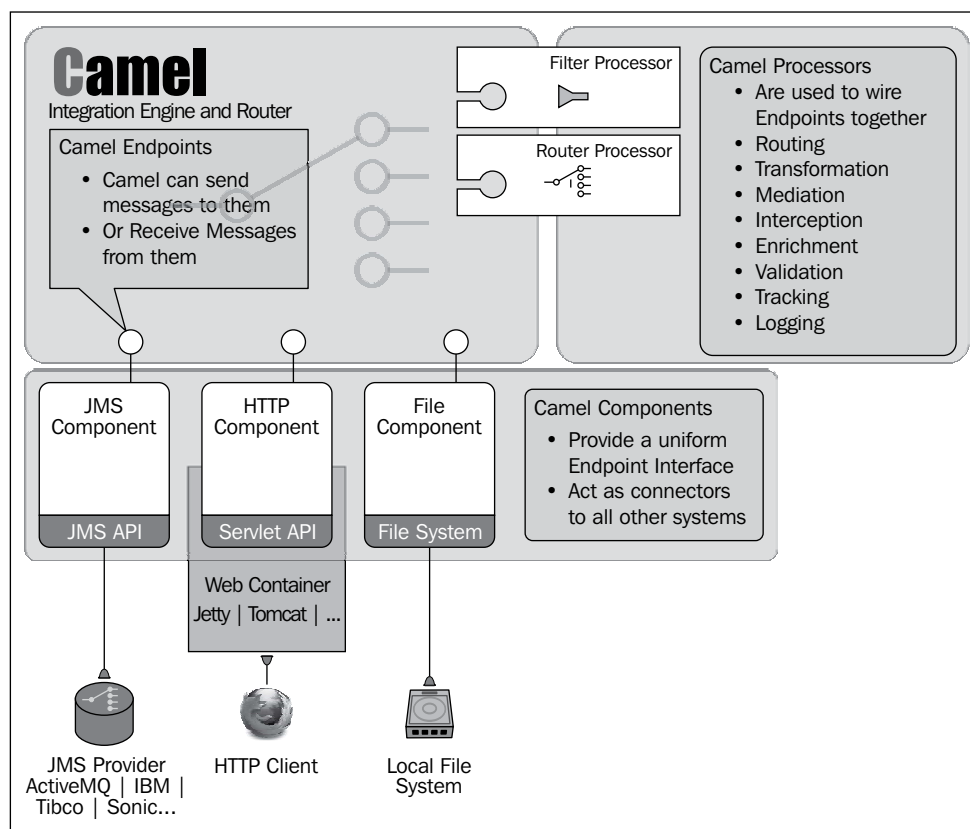 Camel
Integration Engine and Router
Camel Endpoints
• Camel can send
messages to them
• Or Receive Messages
from them
Filter Processor
Router Processor
Camel Processors
• Are used to wire
Endpoints together
• Routing
• Transformation
• Mediation
• Interception
• Enrichment
• Validation
• Tracking
• Logging
JMS
Component
JMS API
HTTP
Component
Servlet API
File
Component
File System
Camel Components
• Provide a uniform
Endpoint Interface
• Act as connectors
to all other systems
Web Container
Jetty | Tomcat | ...
JMS Provider
ActiveMQ | IBM |
Tibco | Sonic...
HTTP Client
Local File
System